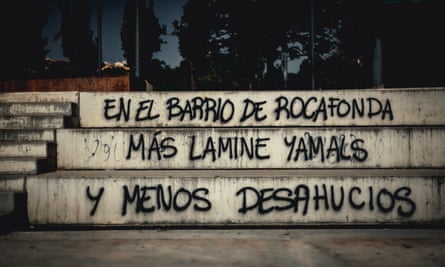 EN EL BARRIO DE ROCAFONDA
MÁS LAMINE YAMALS
Y MENOS DESAHUCIOS